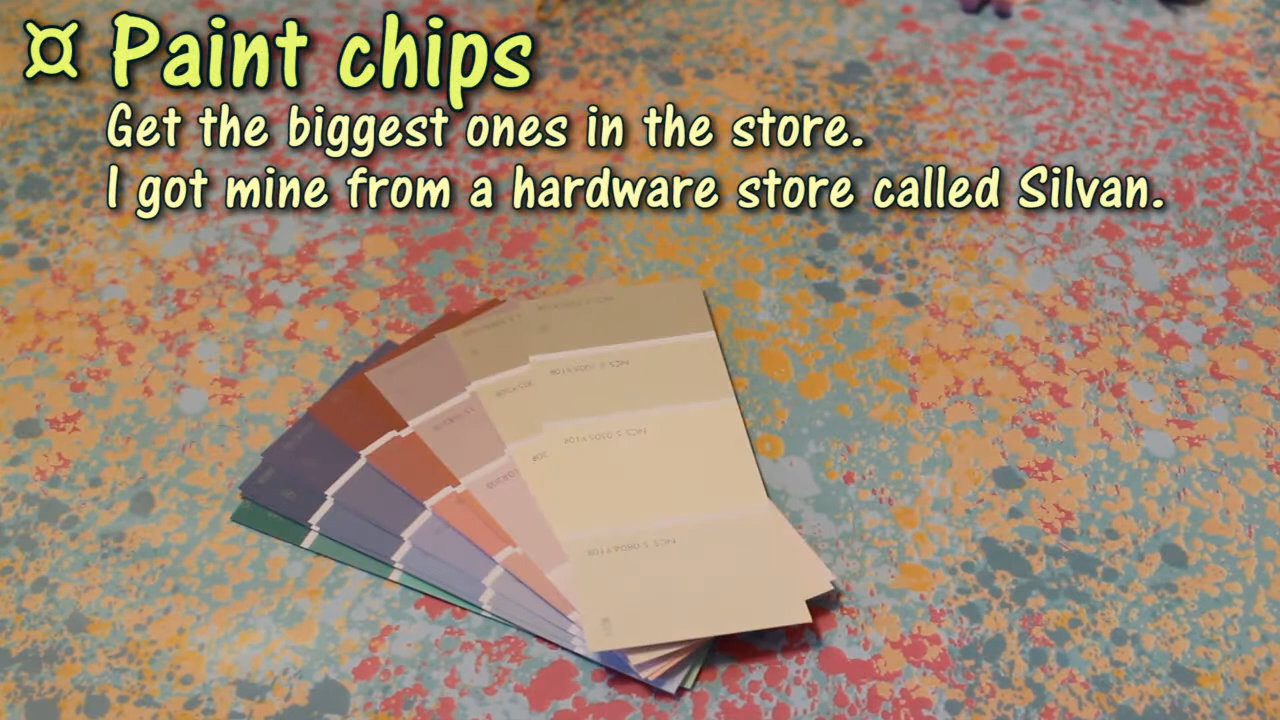 ¤ Paint chips
Get the biggest ones in the store.
I got mine from a hardware store called Silvan.